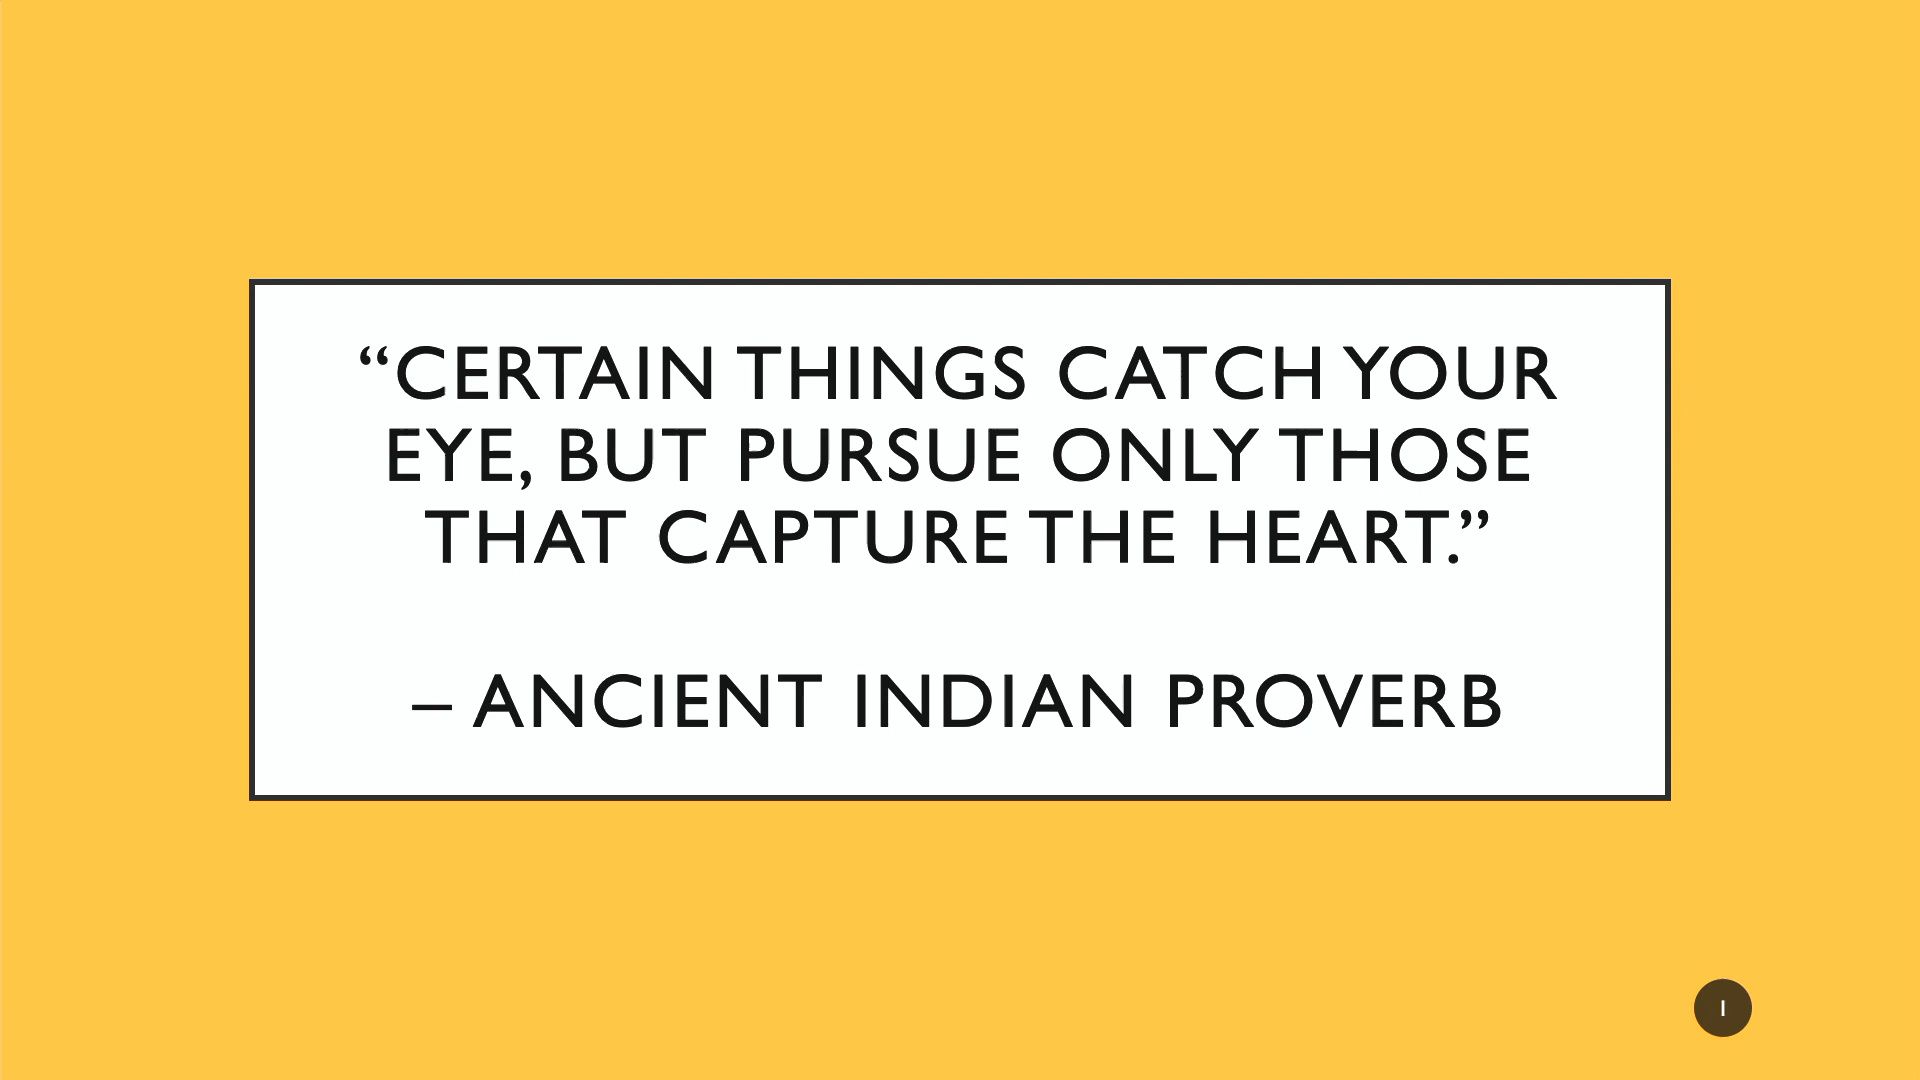 “CERTAIN THINGS CATCH YOUR
EYE, BUT PURSUE ONLY THOSE
THAT CAPTURE THE HEART.”
– ANCIENT INDIAN PROVERB
1